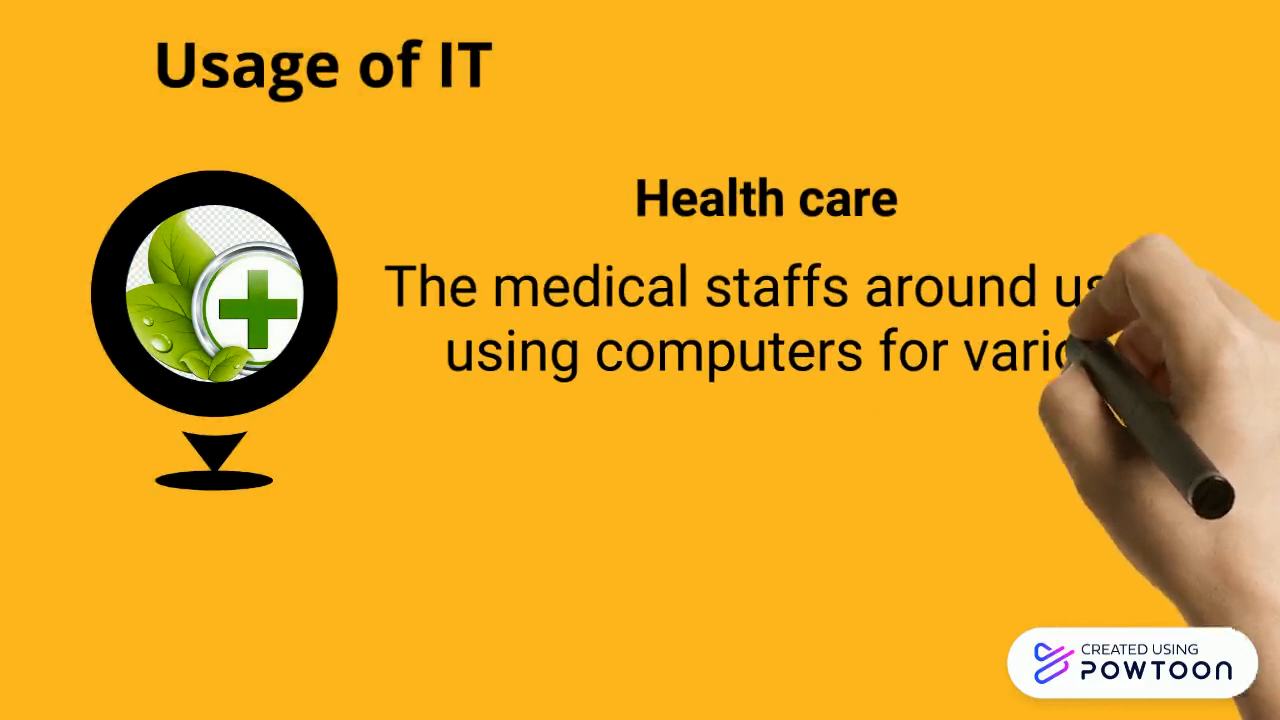 Usage of IT
Health care
The medical staffs around
using computers for
CREATED USING
POWTOON